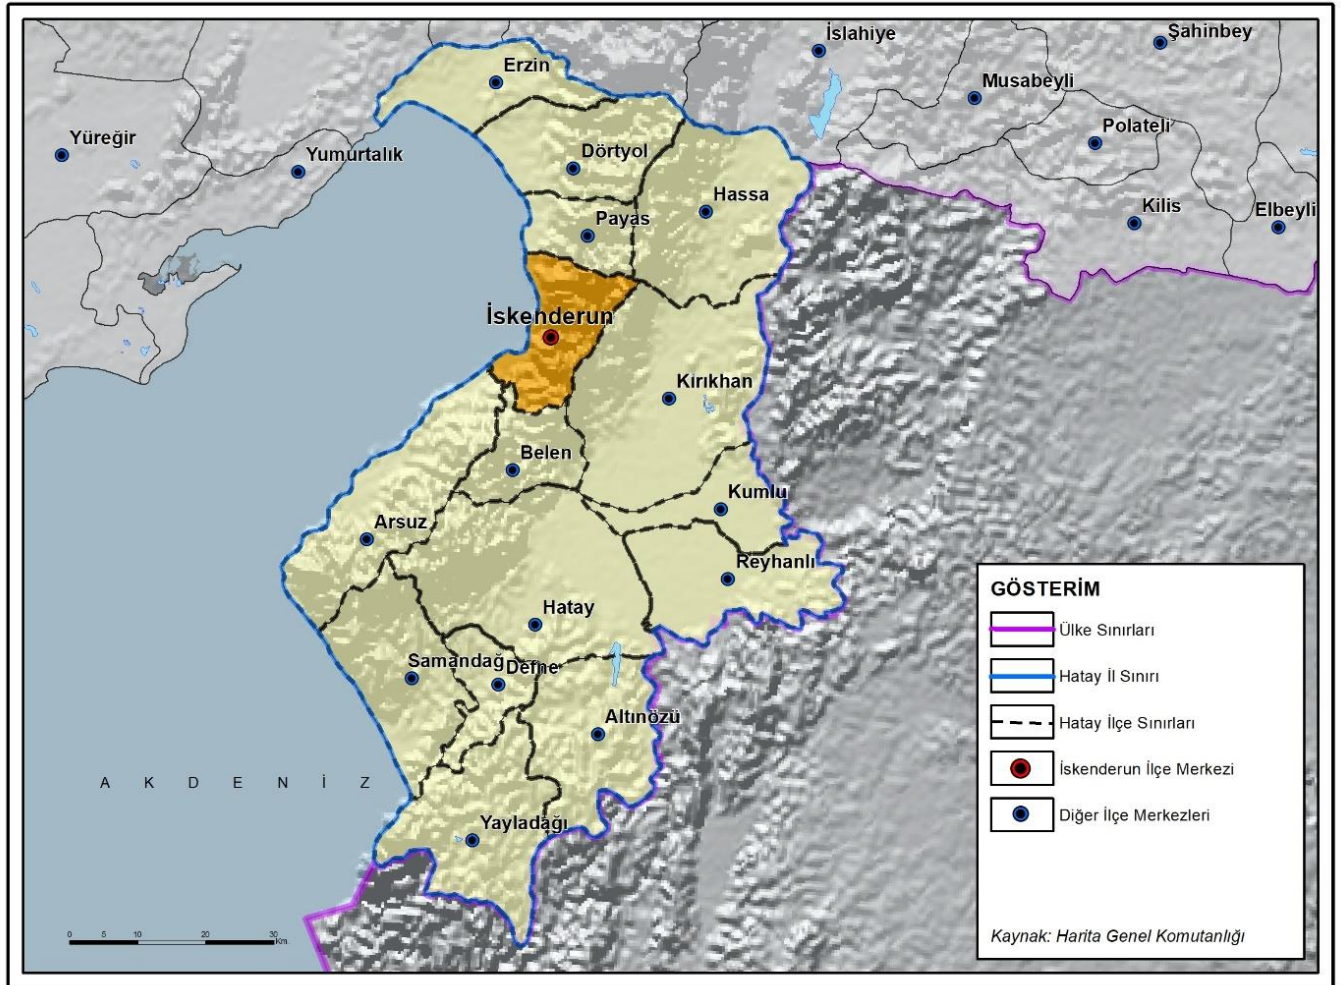 İslahiye
Şahinbey
Erzin
Musabeyli
Yüreğir
Polateli
Yumurtalık
Dörtyol
Hassa
Payas
Kilis
Elbeyli
İskenderun
Kırıkhan
Belen
Kumlu
Arsuz
Reyhanlı
Hatay
Samandağ
Defne
Altınözü
A K D E N İ Z
Yayladağı
0 5 10 20 30
Km.
GÖSTERİM
Ülke Sınırları
Hatay İl Sınırı
Hatay İlçe Sınırları
İskenderun İlçe Merkezi
Diğer İlçe Merkezleri
Kaynak: Harita Genel Komutanlığı